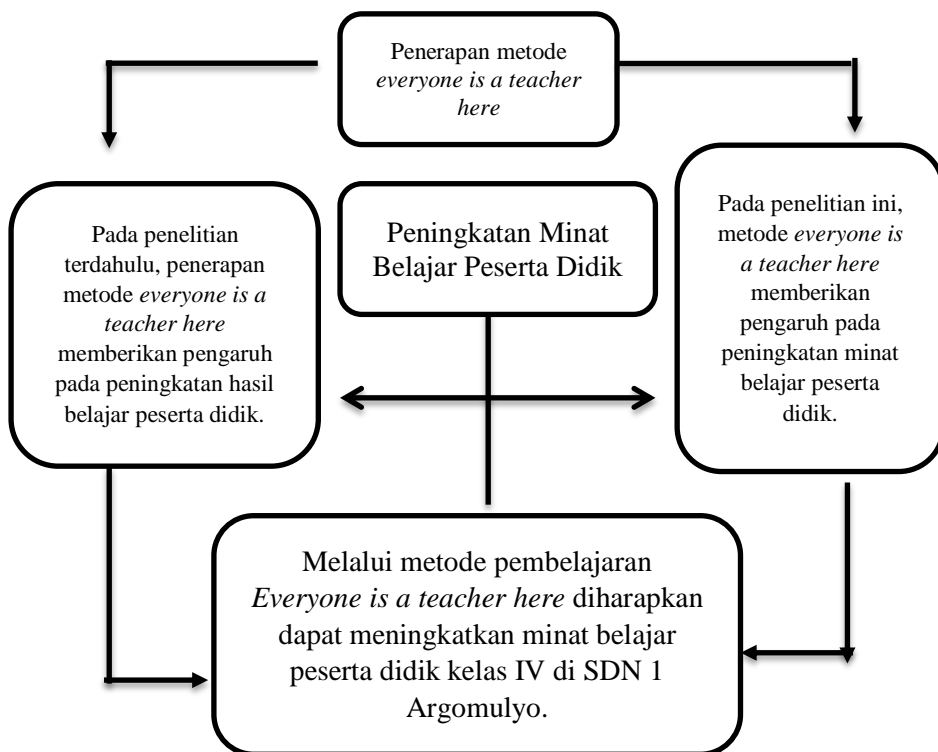 Penerapan metode
everyone is a teacher
here
Pada penelitian
terdahulu, penerapan
metode everyone is a
teacher here
memberikan pengaruh
pada peningkatan hasil
belajar peserta didik.
Peningkatan Minat
Belajar Peserta Didik
Pada penelitian ini,
metode everyone is
a teacher here
memberikan
pengaruh pada
peningkatan minat
belajar peserta
didik.
Melalui metode pembelajaran
Everyone is a teacher here diharapkan
dapat meningkatkan minat belajar
peserta didik kelas IV di SDN 1
Argomulyo.